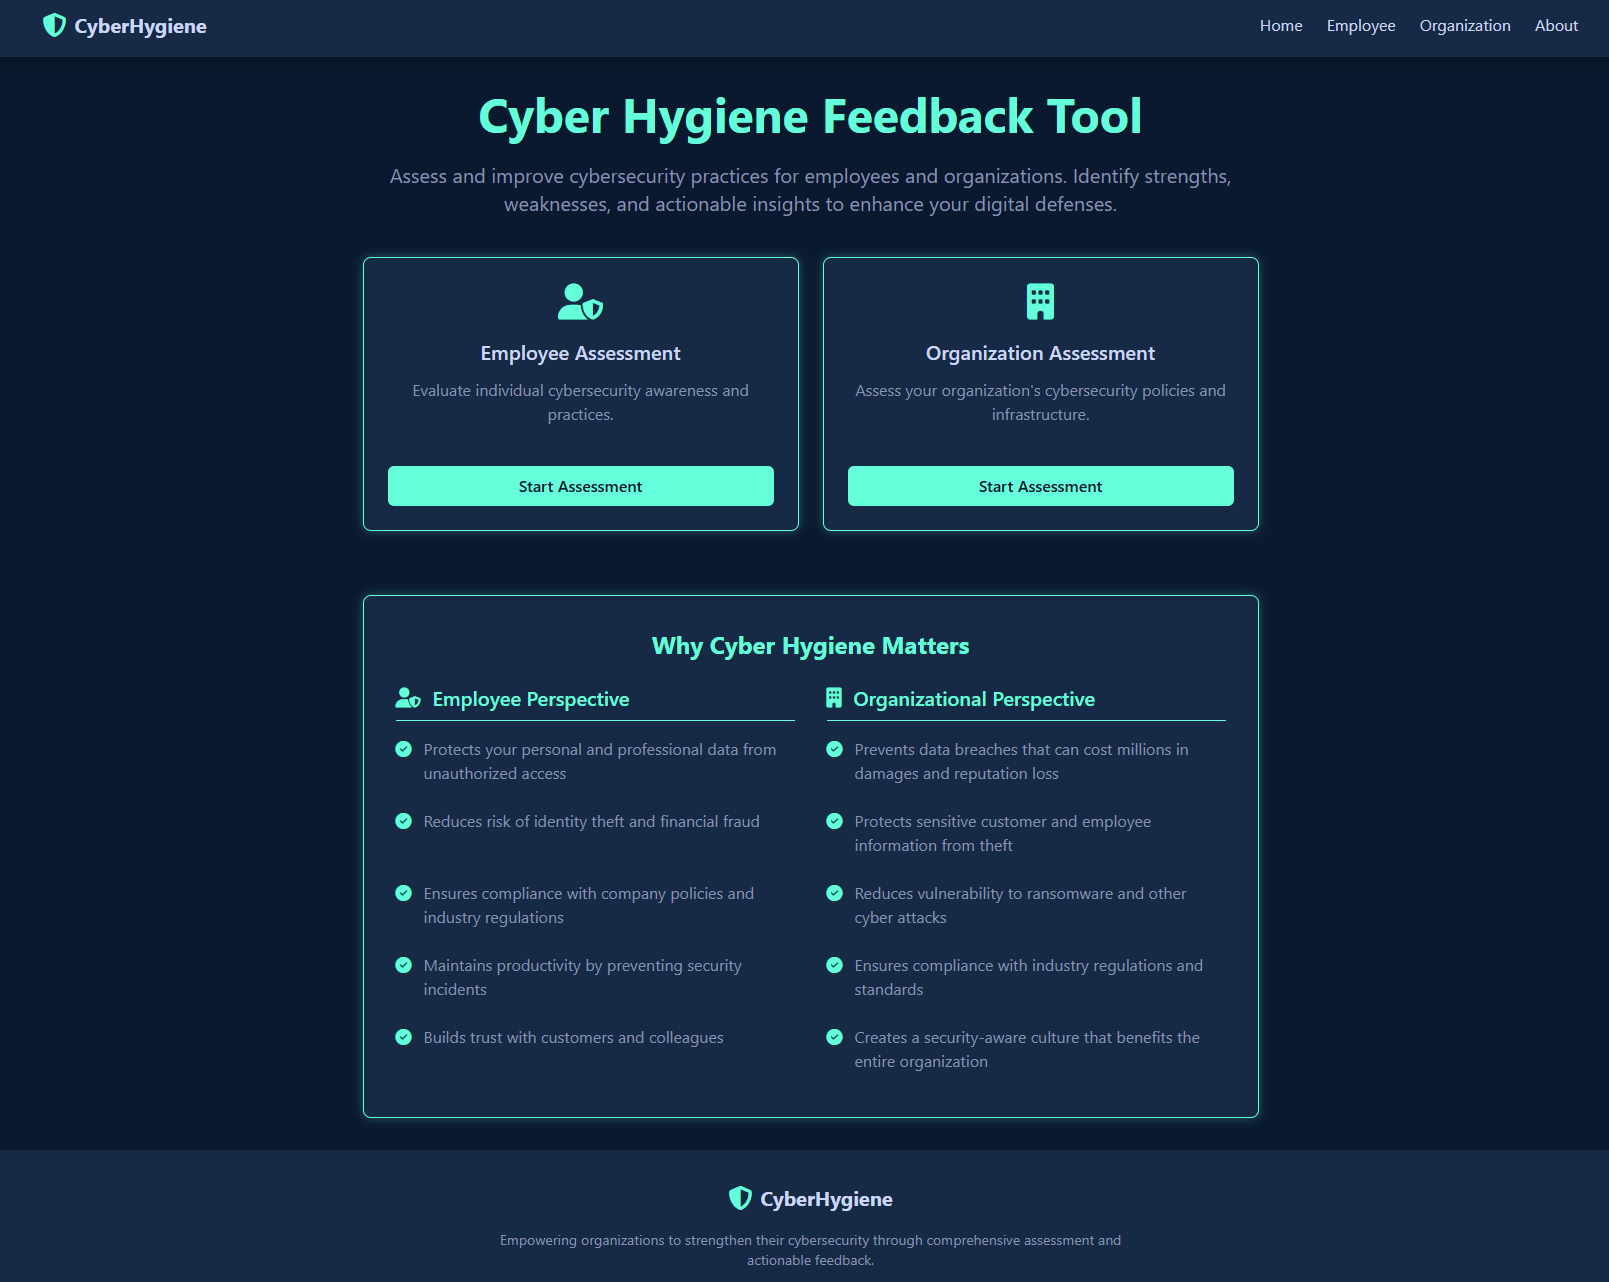 CyberHygiene
Home Employee Organization About
Cyber Hygiene Feedback Tool
Assess and improve cybersecurity practices for employees and organizations. Identify strengths,
weaknesses, and actionable insights to enhance your digital defenses.
Employee Assessment
Evaluate individual cybersecurity awareness and
practices.
Start Assessment
Organization Assessment
Assess your organization's cybersecurity policies and
infrastructure.
Start Assessment
Why Cyber Hygiene Matters
Employee Perspective
Protects your personal and professional data from
unauthorized access
Reduces risk of identity theft and financial fraud
Ensures compliance with company policies and
industry regulations
Maintains productivity by preventing security
incidents
Builds trust with customers and colleagues
Organizational Perspective
Prevents data breaches that can cost millions in
damages and reputation loss
Protects sensitive customer and employee
information from theft
Reduces vulnerability to ransomware and other
cyber attacks
Ensures compliance with industry regulations and
standards
Creates a security-aware culture that benefits the
entire organization
CyberHygiene
Empowering organizations to strengthen their cybersecurity through comprehensive assessment and
actionable feedback.